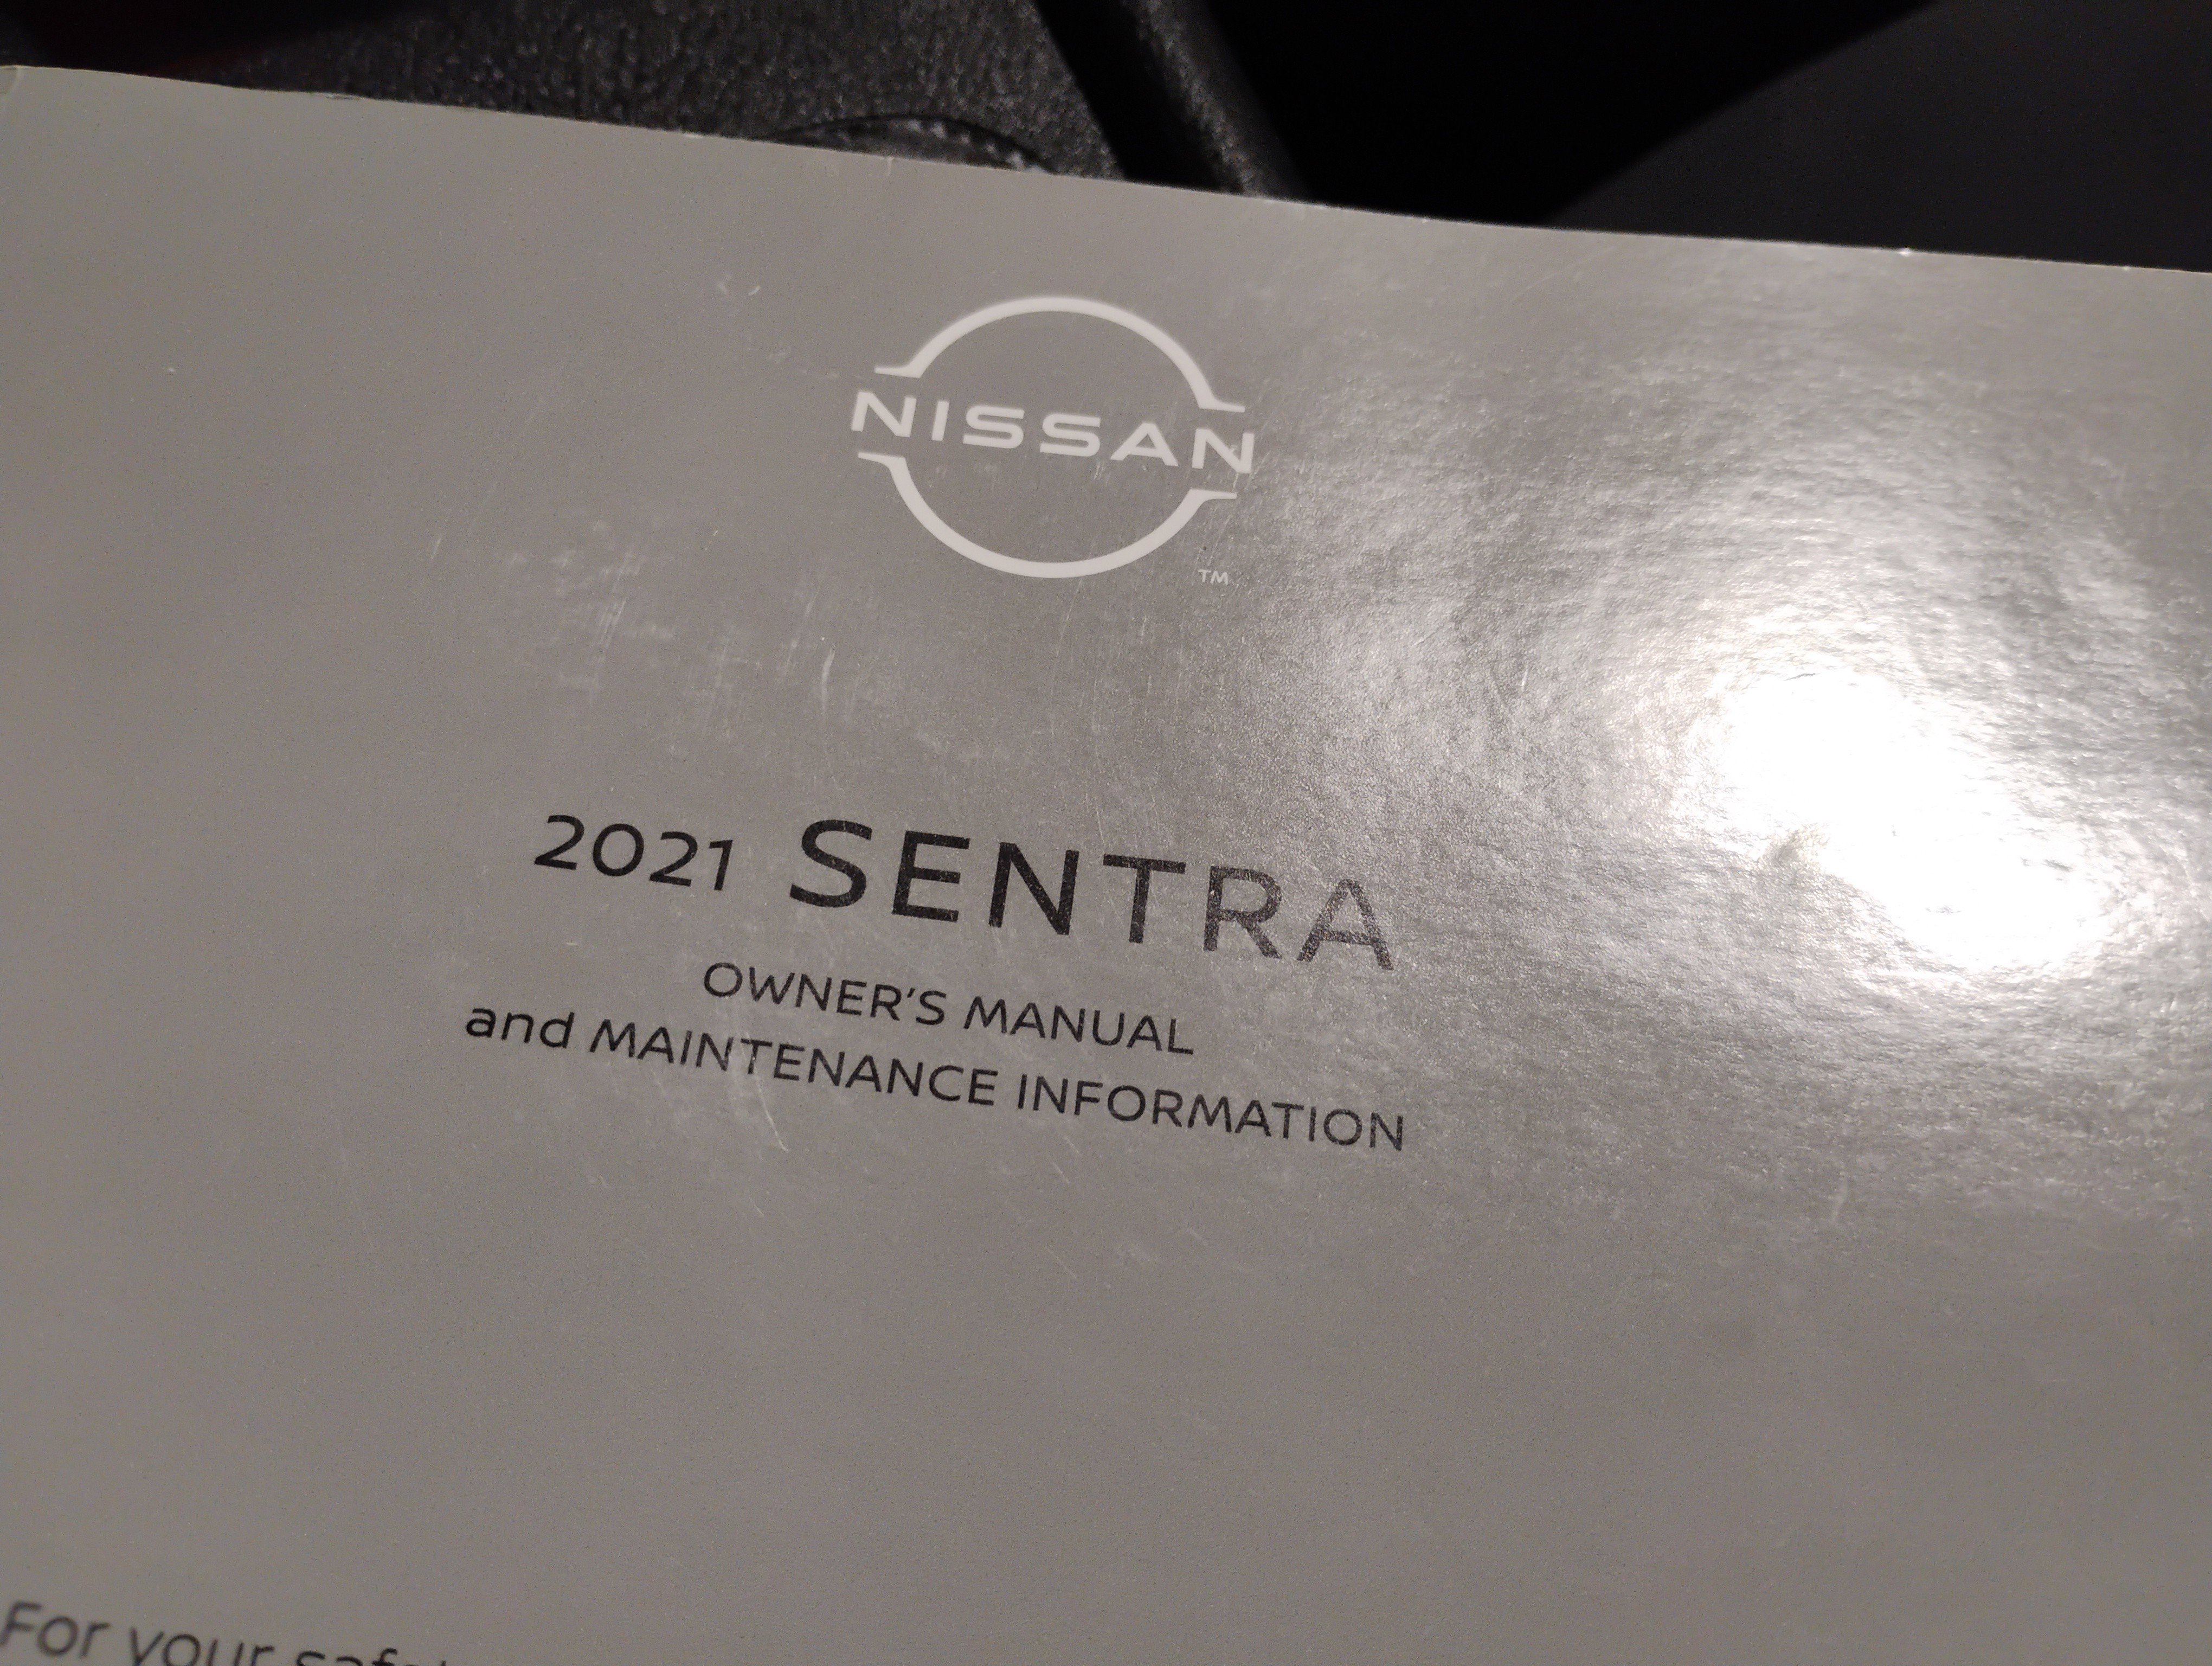 NISSAN
TM
2021 SENTRA
OWNER'S MANUAL
and MAINTENANCE INFORMATION
For your